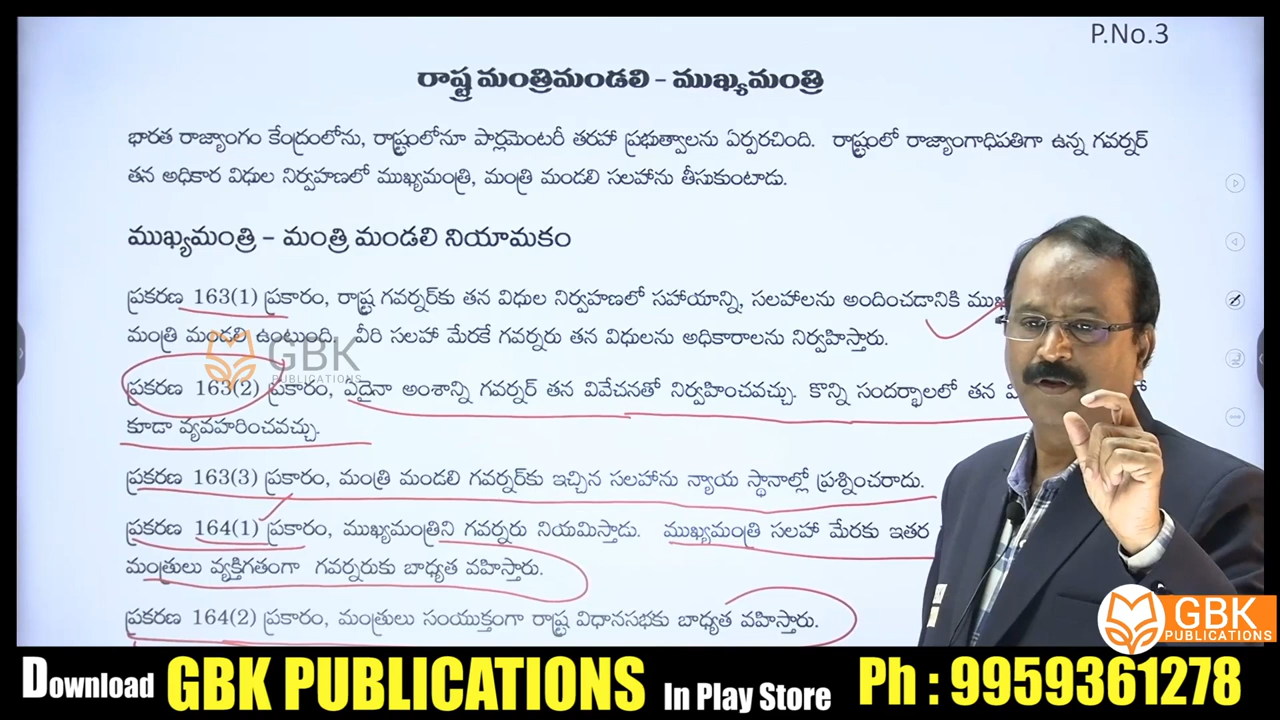 P.No.3
రాష్ట్ర మంత్రిమండలి – ముఖ్యమంత్రి
భారత రాజ్యాంగం కేంద్రంలోను, రాష్ట్రంలోనూ పార్లమెంటరీ తరహా ప్రభుత్వాలను ఏర్పరచింది. రాష్ట్రంలో రాజ్యాంగాధిపతిగా ఉన్న గవర్నర్
తన అధికార విధుల నిర్వహణలో ముఖ్యమంత్రి, మంత్రి మండలి సలహాను తీసుకుంటాడు.
ముఖ్యమంత్రి – మంత్రి మండలి నియామకం
ప్రకరణ 163(1) ప్రకారం, రాష్ట్ర గవర్నర్‌కు తన విధుల నిర్వహణలో సహాయాన్ని, సలహాలను అందించడానికి
మంత్రి మండలి ఉంటుంది. వీరి సలహా మేరకే గవర్నరు తన విధులను అధికారాలను నిర్వహిస్తారు.
GBK
PUBLICATIONS
ప్రకరణ 163(2) ప్రకారం, ఏదైనా అంశాన్ని గవర్నర్ తన వివేచనతో నిర్వహించవచ్చు. కొన్ని సందర్భాలలో తన
కూడా వ్యవహరించవచ్చు.
ప్రకరణ 163(3) ప్రకారం, మంత్రి మండలి గవర్నర్‌కు ఇచ్చిన సలహాను న్యాయ స్థానాల్లో ప్రశ్నించరాదు.
ప్రకరణ 164(1) ప్రకారం, ముఖ్యమంత్రిని గవర్నరు నియమిస్తాడు. ముఖ్యమంత్రి సలహా మేరకు ఇతర
మంత్రులు వ్యక్తిగతంగా గవర్నరుకు బాధ్యత వహిస్తారు.
ప్రకరణ 164(2) ప్రకారం, మంత్రులు సంయుక్తంగా రాష్ట్ర విధానసభకు బాధ్యత వహిస్తారు.
GBK
PUBLICATIONS
Download GBK PUBLICATIONS In Play Store Ph : 9959361278